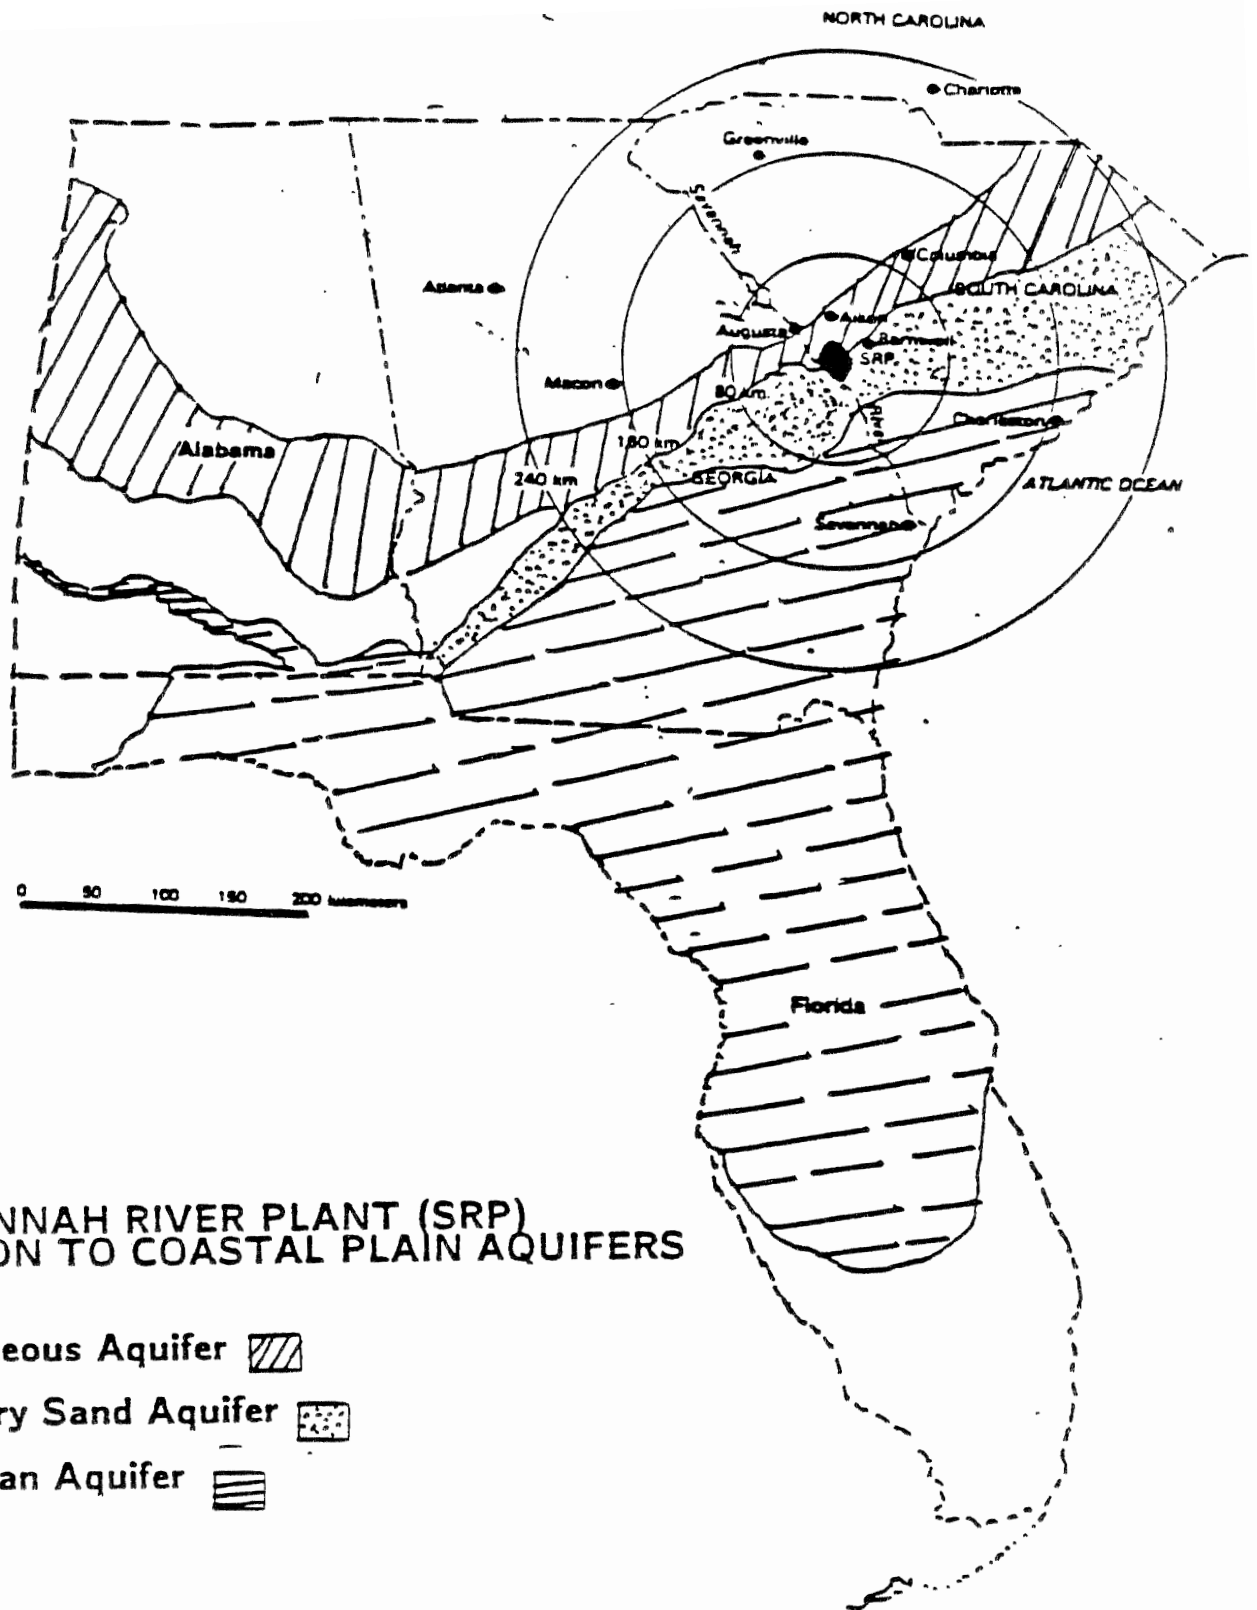 NORTH CAROLINA
Charlotte
Greenville
Savannah
Columbia
Atlanta
SOUTH CAROLINA
Aiken
Augusta
Barnwell
SRP
Macon
80 km
River
Charleston
160 km
Alabama
240 km
GEORGIA
ATLANTIC OCEAN
Savannah
0 50 100 150 200 kilometers
Florida
NNAH RIVER PLANT (SRP)
ON TO COASTAL PLAIN AQUIFERS
eous Aquifer
ry Sand Aquifer
an Aquifer